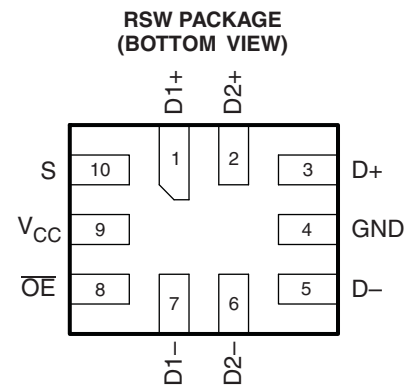 RSW PACKAGE
(BOTTOM VIEW)
D1+ D2+
S 10 1 2 3 D+
VCC 9 4 GND
OE 8 7 6 5 D–
D1– D2–